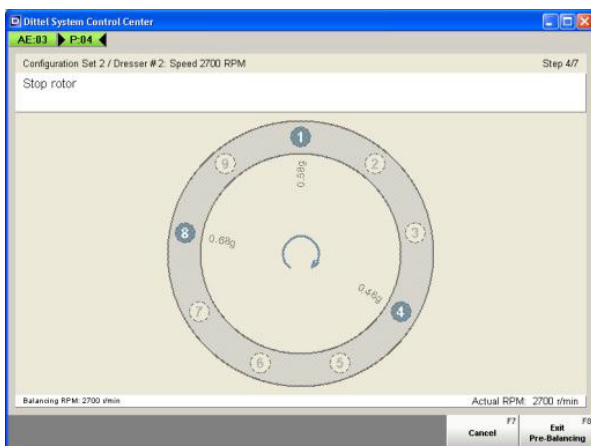 Dittel System Control Center
AE:03 P:04
Configuration Set 2 / Dresser # 2: Speed 2700 RPM Step 4/7
Stop rotor
1
9 2
0.58g
8 0.68g 3
0.46g
7 4
6 5
Balancing RPM: 2700 r/min Actual RPM: 2700 r/min
F7 F8
Cancel Exit
Pre-Balancing